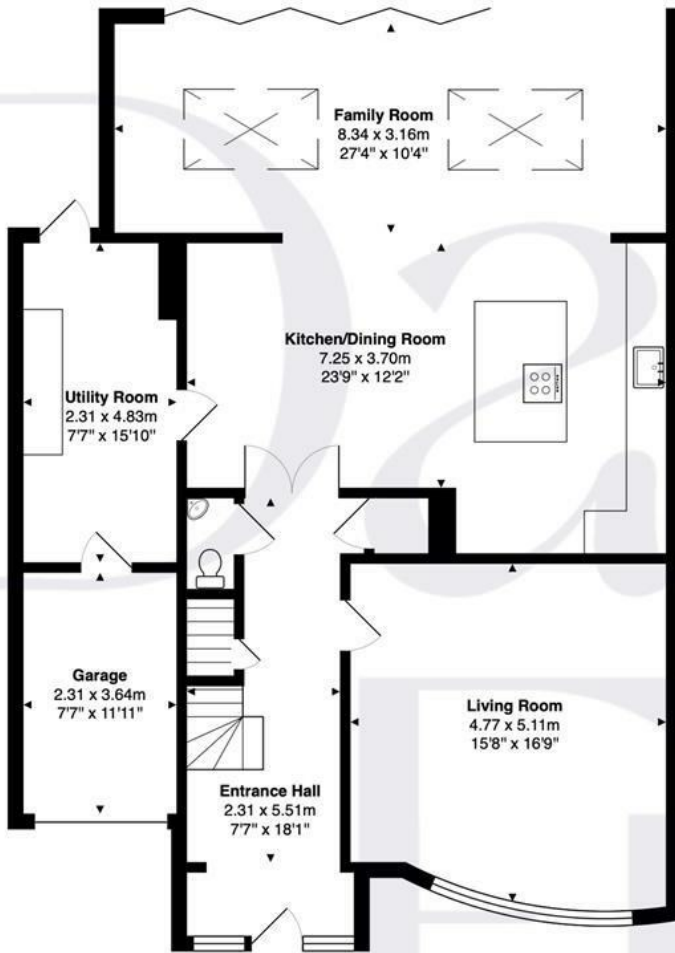 Family Room
8.34 x 3.16m
27'4" x 10'4"
Kitchen/Dining Room
7.25 x 3.70m
23'9" x 12'2"
Utility Room
2.31 x 4.83m
7'7" x 15'10"
Garage
2.31 x 3.64m
7'7" x 11'11"
Living Room
4.77 x 5.11m
15'8" x 16'9"
Entrance Hall
2.31 x 5.51m
7'7" x 18'1"